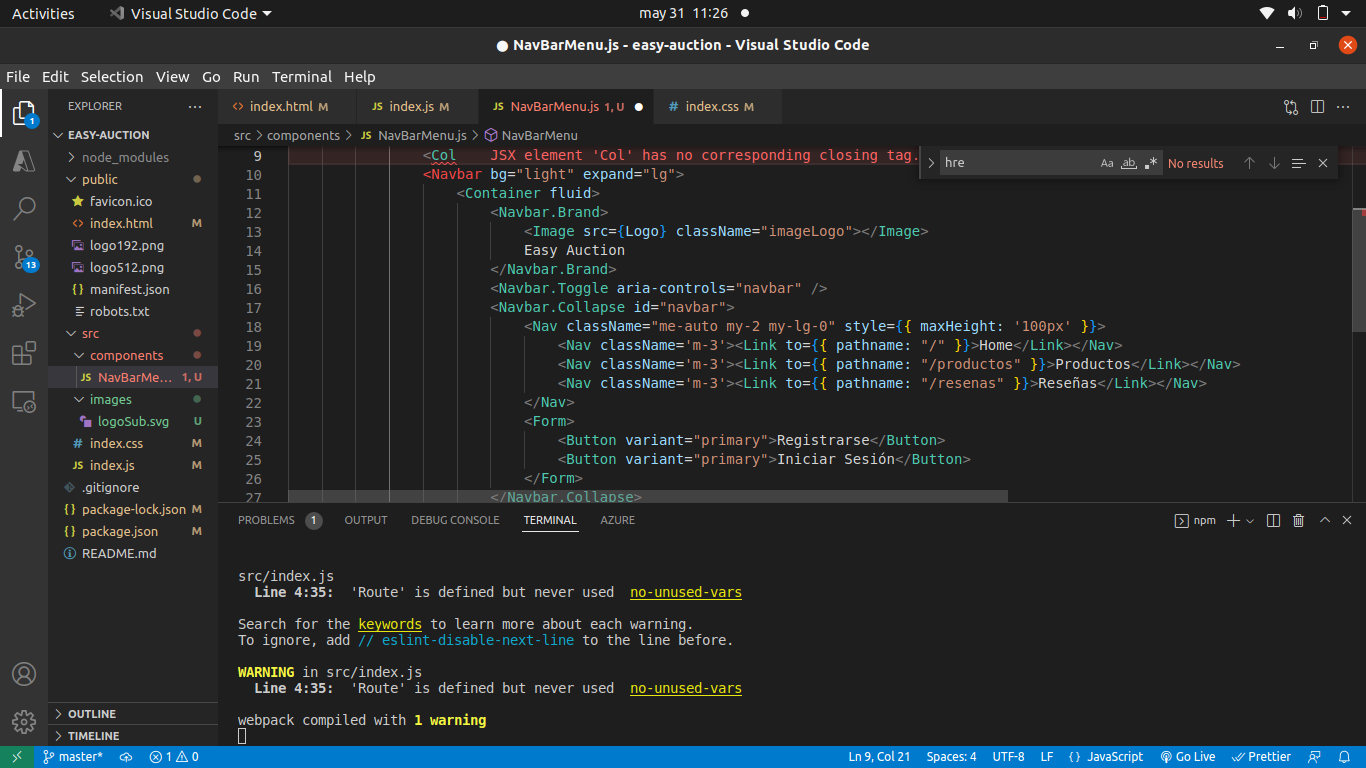 Activities Visual Studio Code may 31 11:26
NavBarMenu.js - easy-auction - Visual Studio Code
File Edit Selection View Go Run Terminal Help
EXPLORER
EASY-AUCTION
node_modules
public
favicon.ico
index.html M
logo192.png
logo512.png
manifest.json
robots.txt
src
components
NavBarMe... 1, U
images
logoSub.svg U
index.css M
index.js M
.gitignore
package-lock.json M
package.json M
README.md
OUTLINE
TIMELINE
1
13
index.html M index.js M NavBarMenu.js 1, U index.css M
src > components > NavBarMenu.js > NavBarMenu
hre Aa ab .* No results
9 <Col JSX element 'Col' has no corresponding closing tag.
10 <Navbar bg="light" expand="lg">
11 <Container fluid>
12 <Navbar.Brand>
13 <Image src={Logo} className="imageLogo"></Image>
14 Easy Auction
15 </Navbar.Brand>
16 <Navbar.Toggle aria-controls="navbar" />
17 <Navbar.Collapse id="navbar">
18 <Nav className="me-auto my-2 my-lg-0" style={{ maxHeight: '100px' }}>
19 <Nav className='m-3'><Link to={{ pathname: "/" }}>Home</Link></Nav>
20 <Nav className='m-3'><Link to={{ pathname: "/productos" }}>Productos</Link></Nav>
21 <Nav className='m-3'><Link to={{ pathname: "/resenas" }}>Reseñas</Link></Nav>
22 </Nav>
23 <Form>
24 <Button variant="primary">Registrarse</Button>
25 <Button variant="primary">Iniciar Sesión</Button>
26 </Form>
27 </Navbar.Collapse>
PROBLEMS 1 OUTPUT DEBUG CONSOLE TERMINAL AZURE npm
src/index.js
Line 4:35: 'Route' is defined but never used no-unused-vars
Search for the keywords to learn more about each warning.
To ignore, add // eslint-disable-next-line to the line before.
WARNING in src/index.js
Line 4:35: 'Route' is defined but never used no-unused-vars
webpack compiled with 1 warning
master* 1 0 Ln 9, Col 21 Spaces: 4 UTF-8 LF {} JavaScript Go Live Prettier